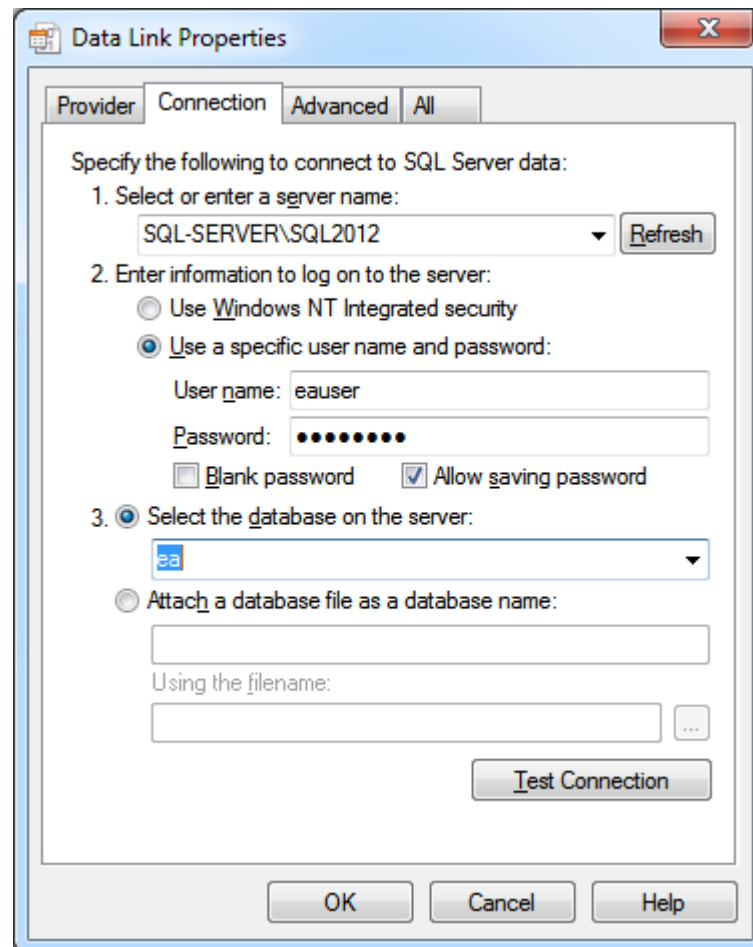 Data Link Properties
Provider Connection Advanced All
Specify the following to connect to SQL Server data:
1. Select or enter a server name:
SQL-SERVER\SQL2012 Refresh
2. Enter information to log on to the server:
Use Windows NT Integrated security
Use a specific user name and password:
User name: eauser
Password: ●●●●●●●●
Blank password Allow saving password
3. Select the database on the server:
ea
Attach a database file as a database name:
Using the filename:
...
Test Connection
OK Cancel Help